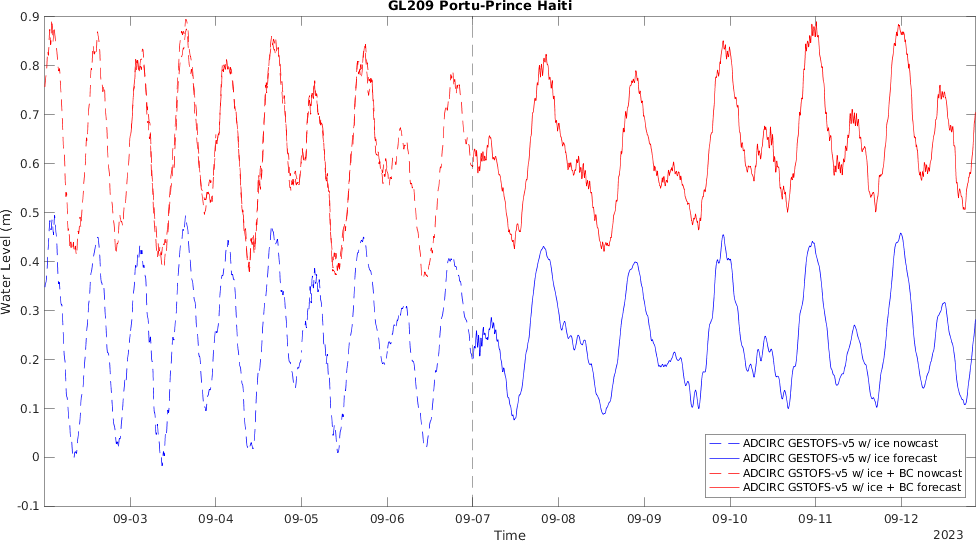 GL209 Portu-Prince Haiti
0.9
0.8
0.7
0.6
0.5
0.4
0.3
0.2
0.1
0
-0.1
Water Level (m)
ADCIRC GESTOFS-v5 w/ ice nowcast
ADCIRC GESTOFS-v5 w/ ice forecast
ADCIRC GSTOFS-v5 w/ ice + BC nowcast
ADCIRC GSTOFS-v5 w/ ice + BC forecast
09-03 09-04 09-05 09-06 09-07 09-08 09-09 09-10 09-11 09-12
Time
2023